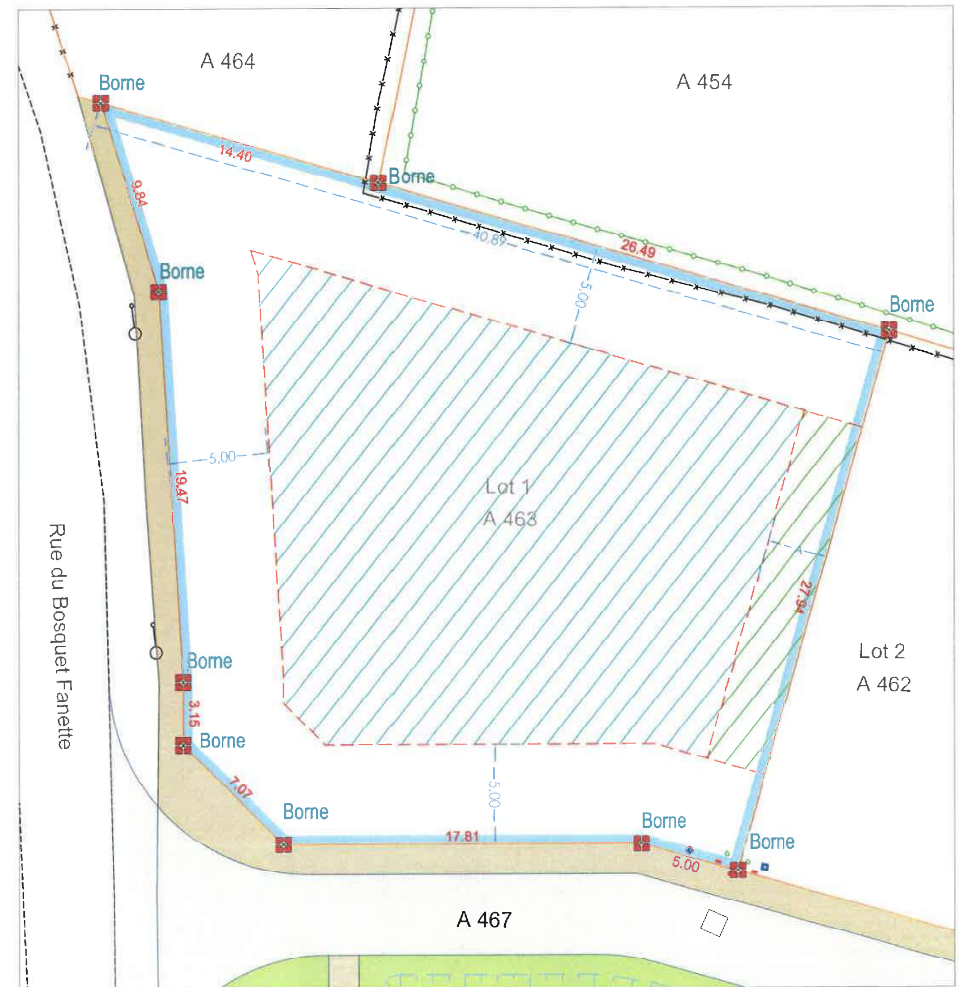 A 464
A 454
Borne
14.40
Borne
9.84
40.89
26.49
5.00
Borne
Borne
5.00
19.47
Lot 1
A 463
A
27.94
Rue du Bosquet Fanette
Lot 2
A 462
Borne
3.15
Borne
7.07
5.00
Borne
17.81
Borne
5.00
Borne
A 467